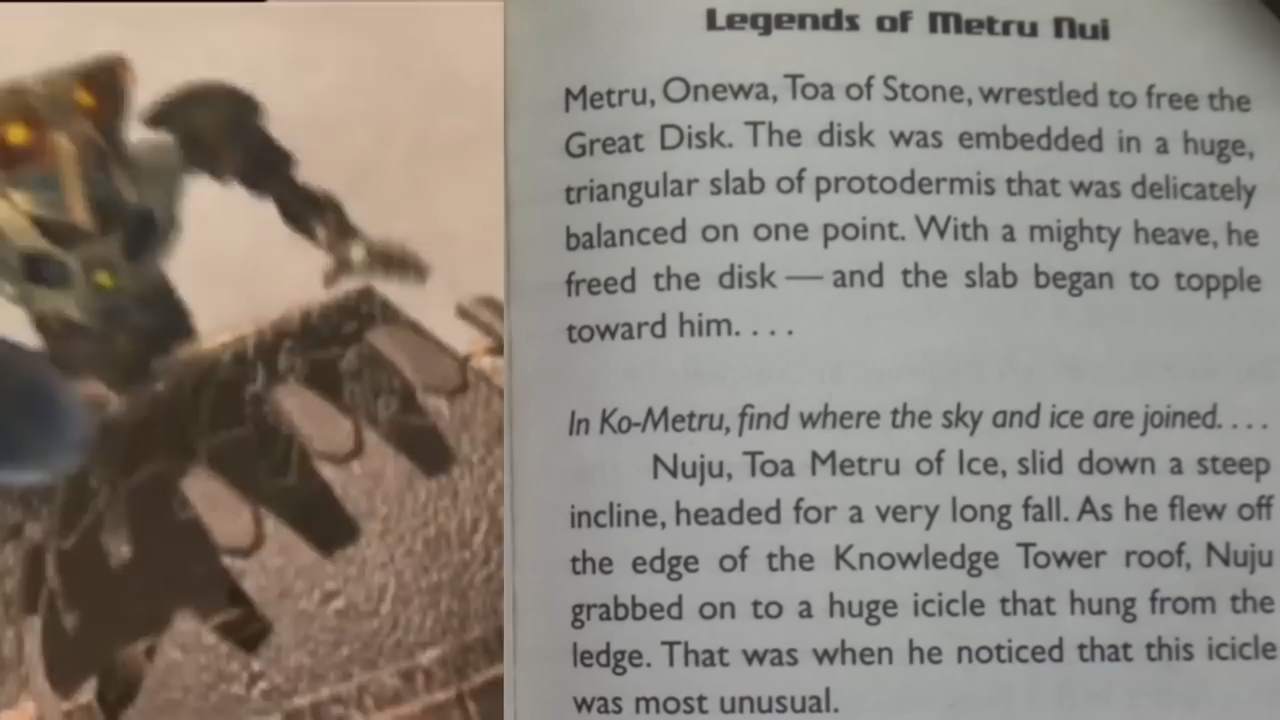 Legends of Metru Nui
Metru, Onewa, Toa of Stone, wrestled to free the
Great Disk. The disk was embedded in a huge,
triangular slab of protodermis that was delicately
balanced on one point. With a mighty heave, he
freed the disk — and the slab began to topple
toward him. . . .
In Ko-Metru, find where the sky and ice are joined. . . .
Nuju, Toa Metru of Ice, slid down a steep
incline, headed for a very long fall. As he flew off
the edge of the Knowledge Tower roof, Nuju
grabbed on to a huge icicle that hung from the
ledge. That was when he noticed that this icicle
was most unusual.